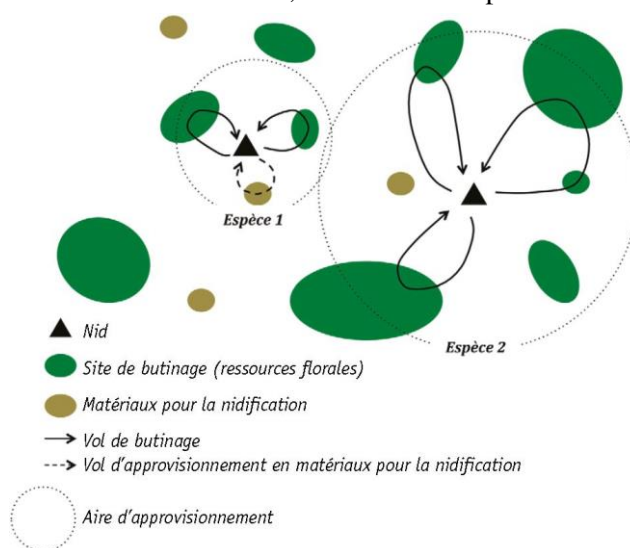 Espèce 1
Espèce 2
Nid
Site de butinage (ressources florales)
Matériaux pour la nidification
Vol de butinage
Vol d'approvisionnement en matériaux pour la nidification
Aire d'approvisionnement